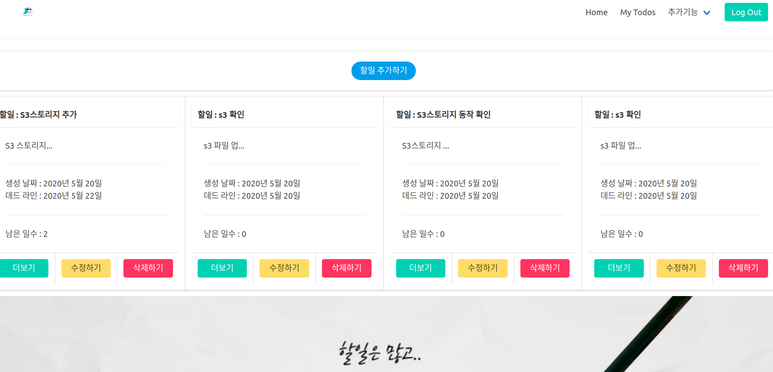 Home My Todos 추가기능 Log Out
할일 추가하기
할일 : S3스토리지 추가
S3 스토리지...
생성 날짜 : 2020년 5월 20일
데드 라인 : 2020년 5월 22일
남은 일수 : 2
더보기 수정하기 삭제하기
할일 : s3 확인
s3 파일 업...
생성 날짜 : 2020년 5월 20일
데드 라인 : 2020년 5월 20일
남은 일수 : 0
더보기 수정하기 삭제하기
할일 : S3스토리지 동작 확인
S3스토리지 ...
생성 날짜 : 2020년 5월 20일
데드 라인 : 2020년 5월 20일
남은 일수 : 0
더보기 수정하기 삭제하기
할일 : s3 확인
s3 파일 업...
생성 날짜 : 2020년 5월 20일
데드 라인 : 2020년 5월 20일
남은 일수 : 0
더보기 수정하기 삭제하기
할일은 많고..